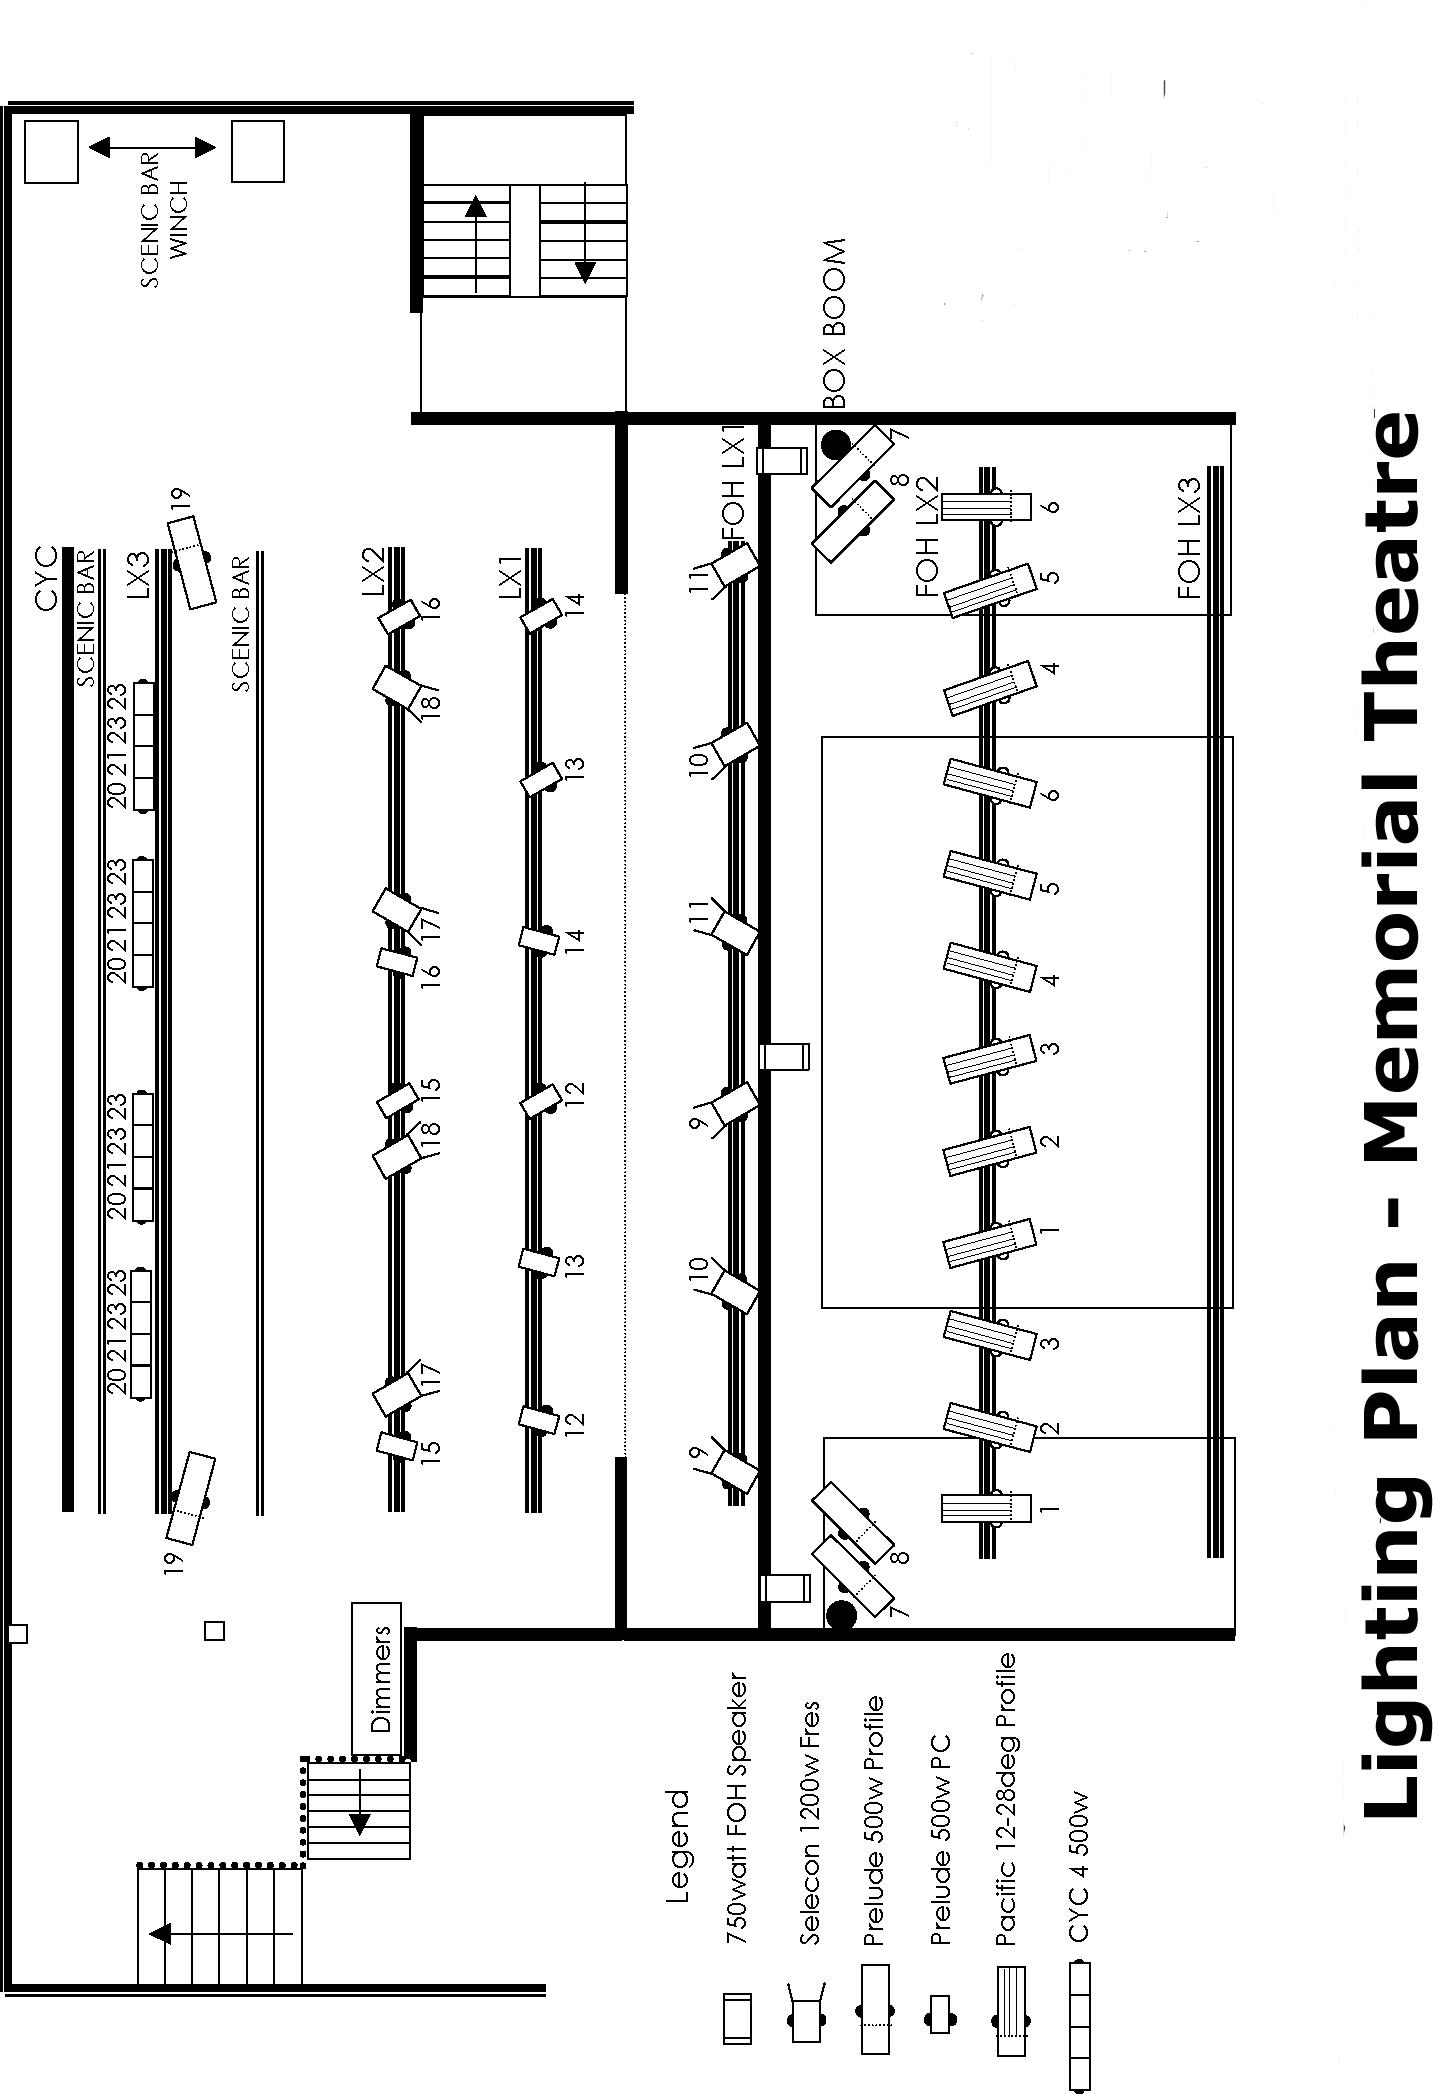 Lighting Plan - Memorial Theatre
SCENIC BAR
WINCH
CYC
SCENIC BAR
LX3
SCENIC BAR
LX2
LX1
FOH LX1
BOX BOOM
FOH LX2
FOH LX3
19
19
20 21 23 23
20 21 23 23
20 21 23 23
20 21 23 23
15
17
18
15
16
17
18
16
12
13
12
14
13
14
9
10
9
11
10
11
7
8
8
7
1
2
3
1
2
3
4
5
6
4
5
6
Dimmers
Legend
750watt FOH Speaker
Selecon 1200w Fres
Prelude 500w Profile
Prelude 500w PC
Pacific 12-28deg Profile
CYC 4 500w